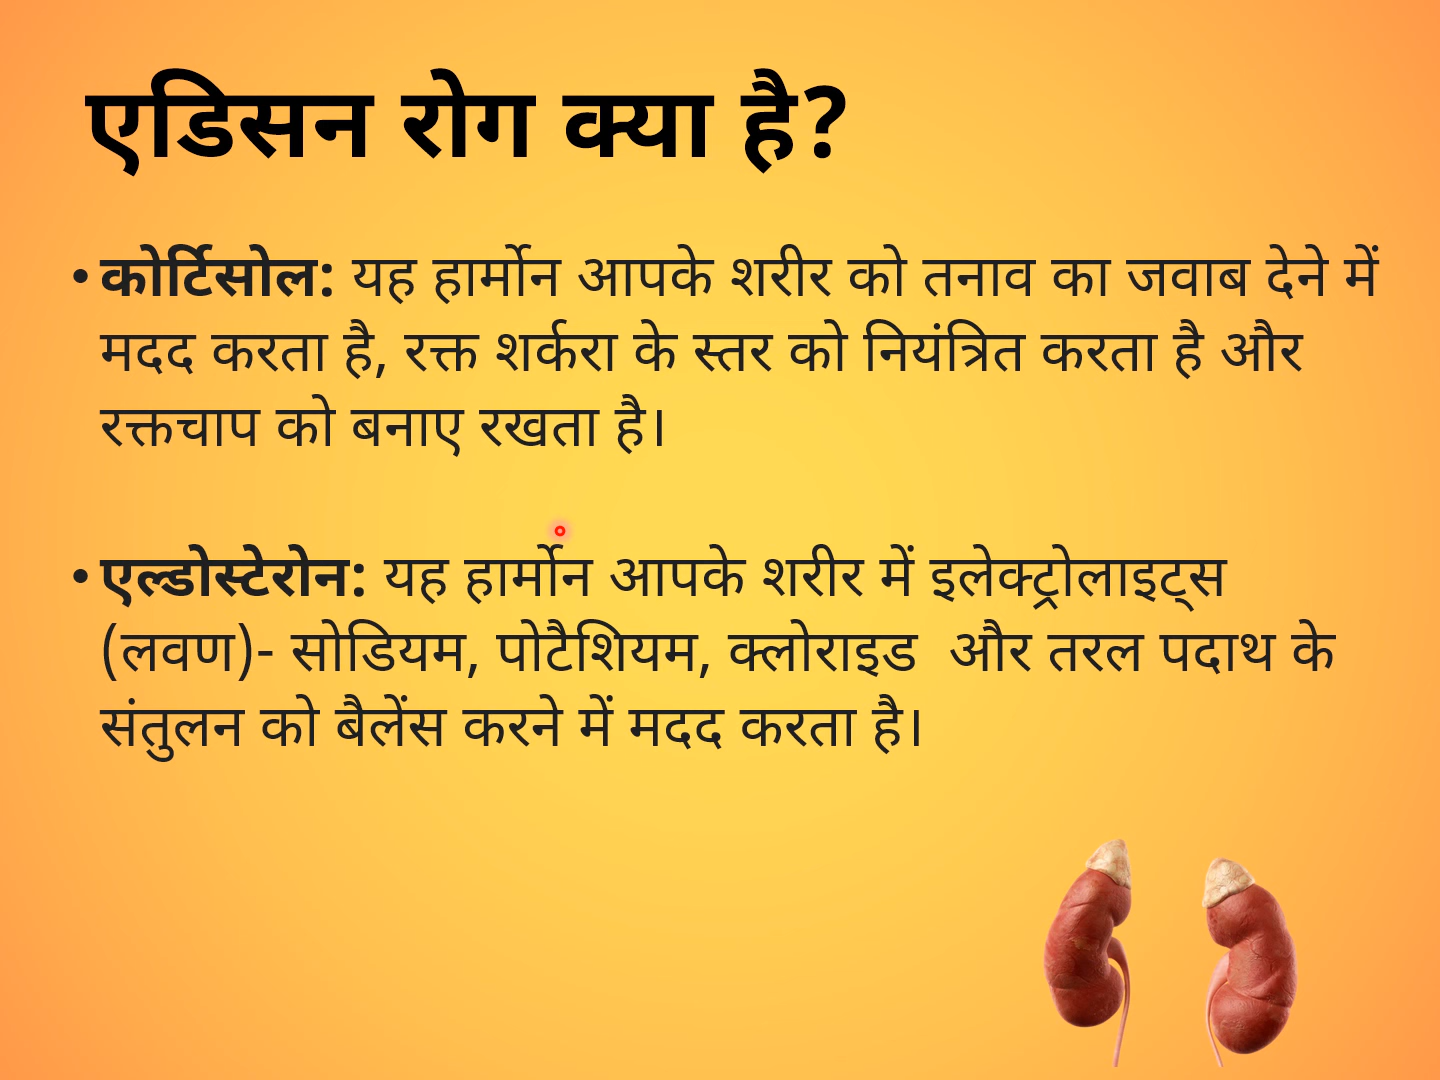 एडिसन रोग क्या है?
• कोर्टिसोल: यह हार्मोन आपके शरीर को तनाव का जवाब देने में
मदद करता है, रक्त शर्करा के स्तर को नियंत्रित करता है और
रक्तचाप को बनाए रखता है।
• एल्डोस्टेरोन: यह हार्मोन आपके शरीर में इलेक्ट्रोलाइट्स
(लवण)- सोडियम, पोटैशियम, क्लोराइड  और तरल पदाथ के
संतुलन को बैलेंस करने में मदद करता है।